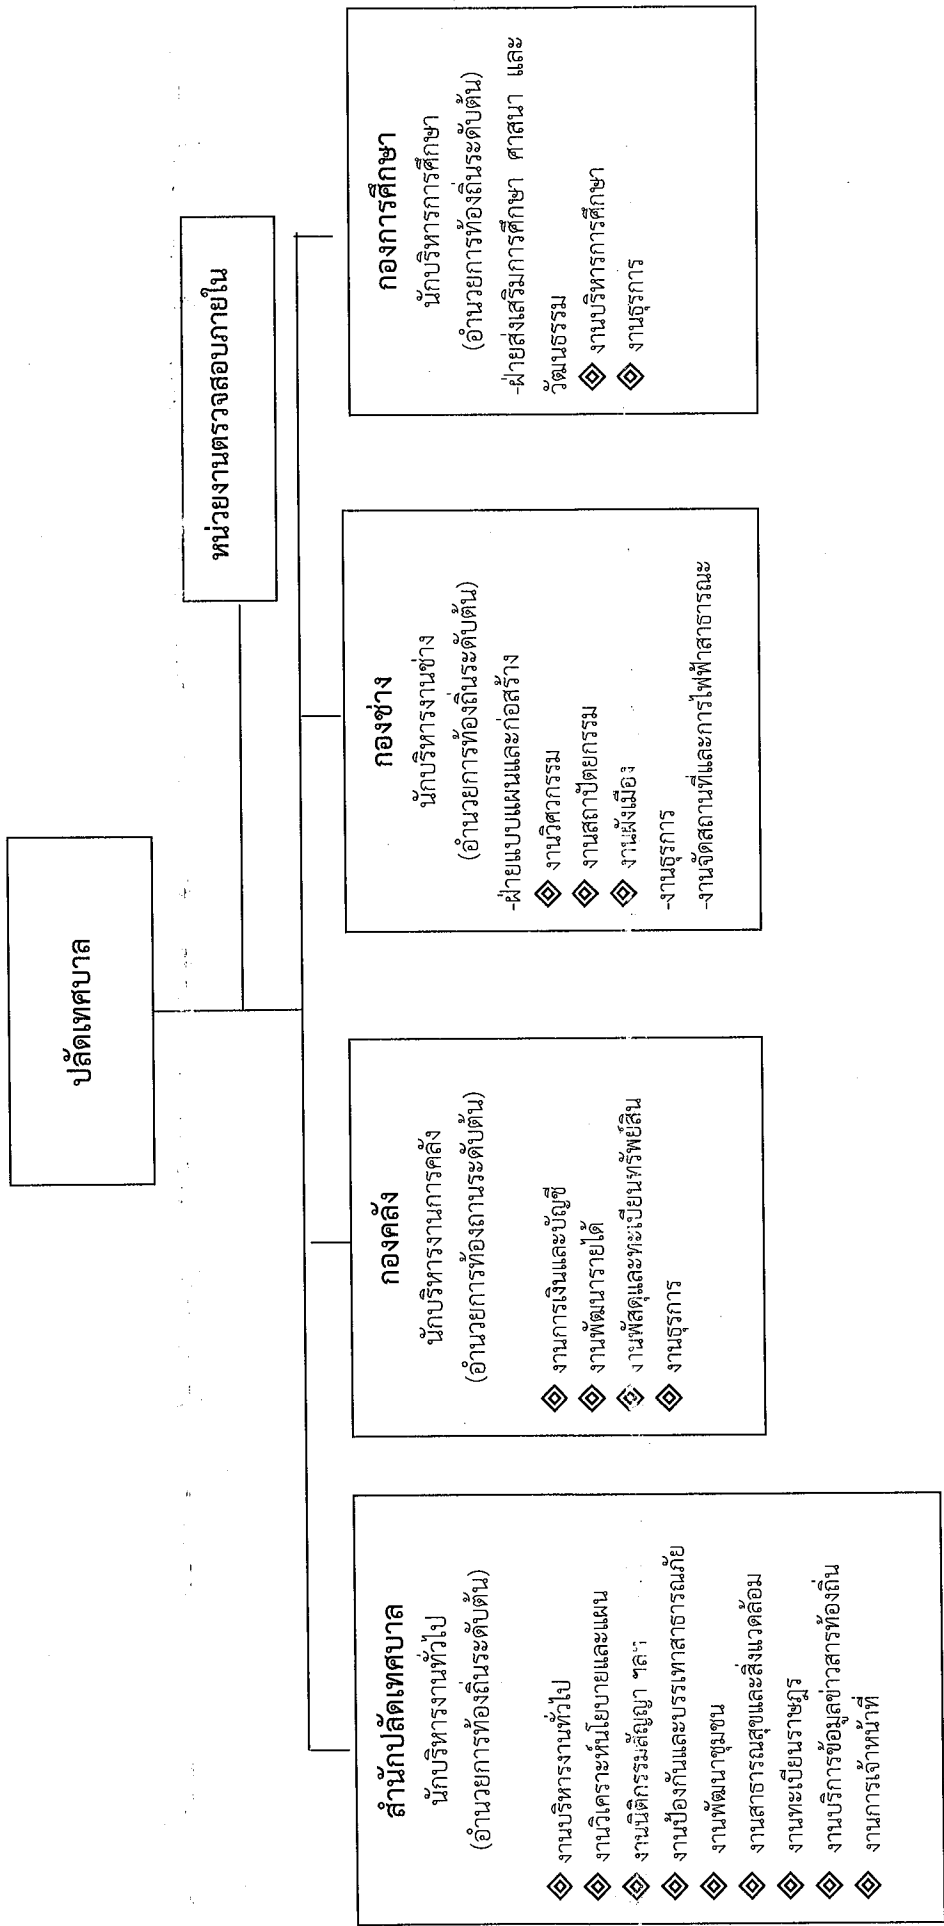 ปลัดเทศบาล
หน่วยงานตรวจสอบภายใน
สำนักปลัดเทศบาล
นักบริหารงานทั่วไป
(อำนวยการท้องถิ่นระดับต้น)
งานบริหารงานทั่วไป
งานวิเคราะห์นโยบายและแผน
งานนิติกรรมสัญญา ฯลฯ
งานป้องกันและบรรเทาสาธารณภัย
งานพัฒนาชุมชน
งานสาธารณสุขและสิ่งแวดล้อม
งานทะเบียนราษฎร
งานบริการข้อมูลข่าวสารท้องถิ่น
งานการเจ้าหน้าที่
กองคลัง
นักบริหารงานการคลัง
(อำนวยการท้องถานระดับต้น)
งานการเงินและบัญชี
งานพัฒนารายได้
งานพัสดุและทะเบียนทรัพย์สิน
งานธุรการ
กองช่าง
นักบริหารงานช่าง
(อำนวยการท้องถิ่นระดับต้น)
-ฝ่ายแบบแผนและก่อสร้าง
งานวิศวกรรม
งานสถาปัตยกรรม
งานผังเมือง
-งานธุรการ
-งานจัดสถานที่และการไฟฟ้าสาธารณะ
กองการศึกษา
นักบริหารการศึกษา
(อำนวยการท้องถิ่นระดับต้น)
-ฝ่ายส่งเสริมการศึกษา ศาสนา และ
วัฒนธรรม
งานบริหารการศึกษา
งานธุรการ